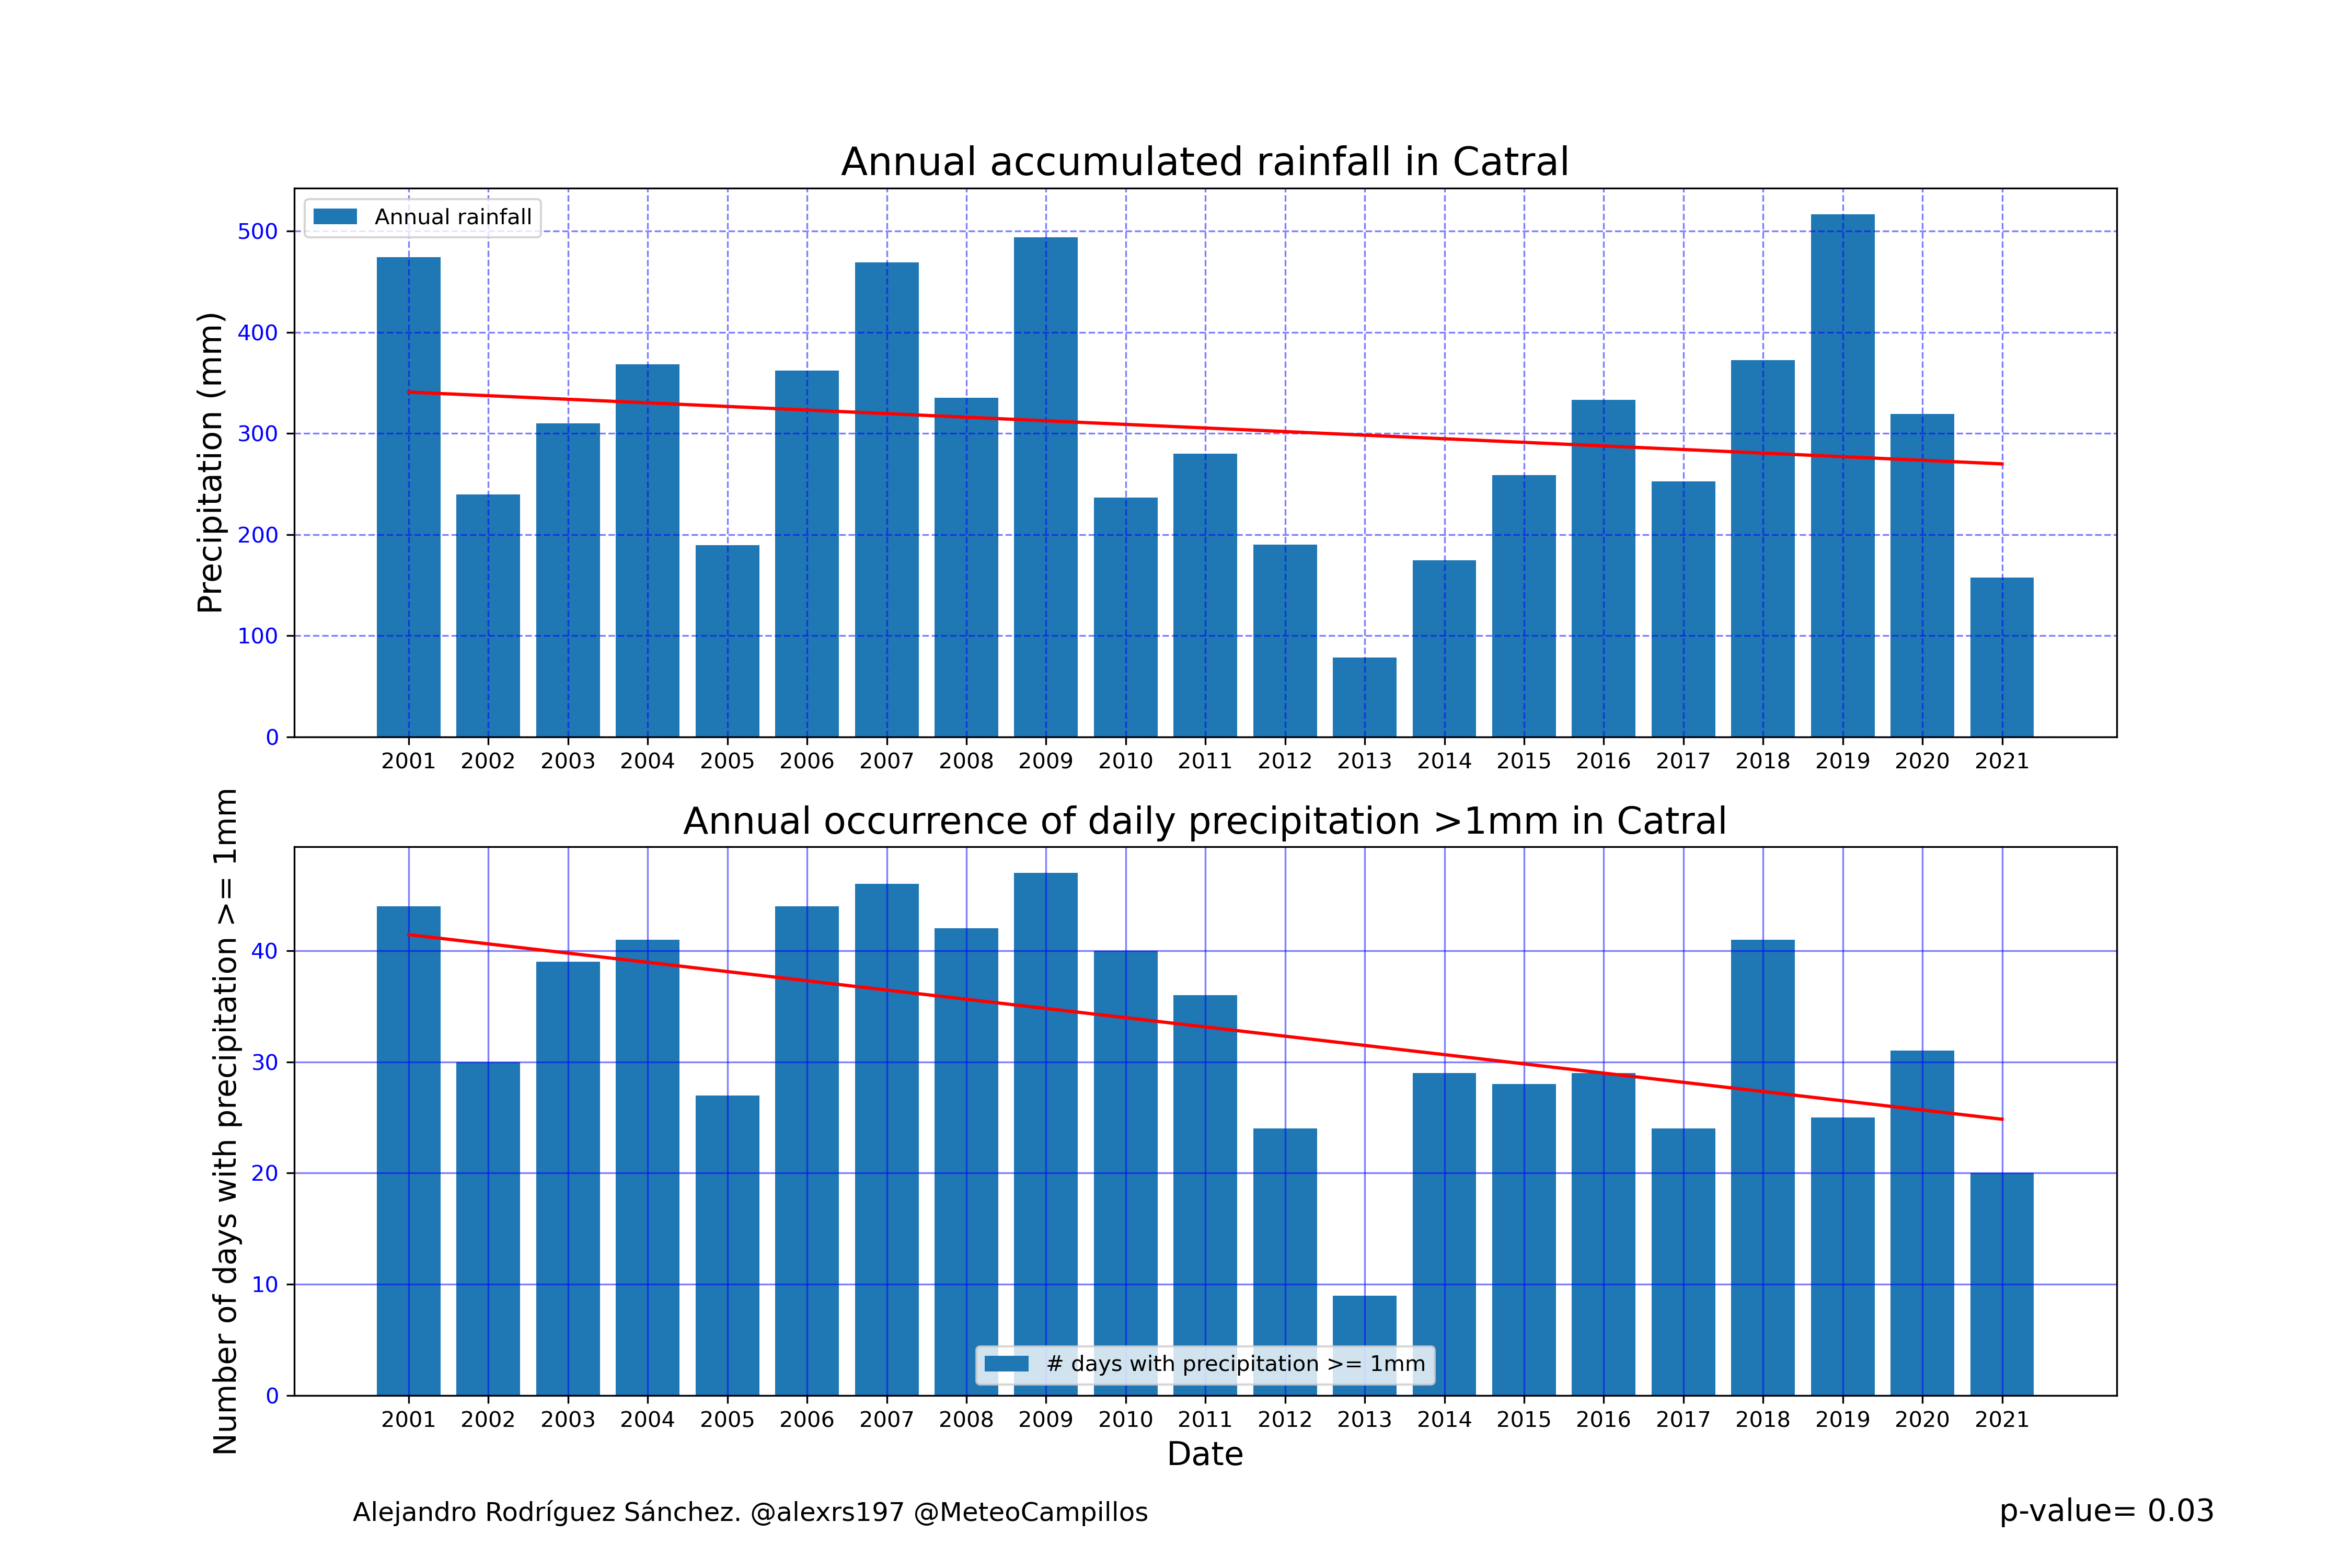 Annual accumulated rainfall in Catral
Annual rainfall
Precipitation (mm)
500
400
300
200
100
0
2001 2002 2003 2004 2005 2006 2007 2008 2009 2010 2011 2012 2013 2014 2015 2016 2017 2018 2019 2020 2021
Annual occurrence of daily precipitation >1mm in Catral
Number of days with precipitation >= 1mm
40
30
20
10
0
# days with precipitation >= 1mm
2001 2002 2003 2004 2005 2006 2007 2008 2009 2010 2011 2012 2013 2014 2015 2016 2017 2018 2019 2020 2021
Date
Alejandro Rodríguez Sánchez. @alexrs197 @MeteoCampillos
p-value= 0.03